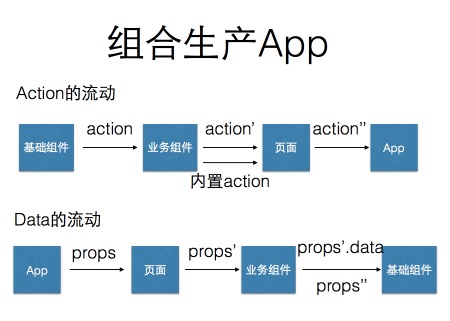 组合生产App
Action的流动
基础组件 action 业务组件 action' 页面 action'' App
内置action
Data的流动
App props 页面 props' 业务组件 props'.data 基础组件
props''